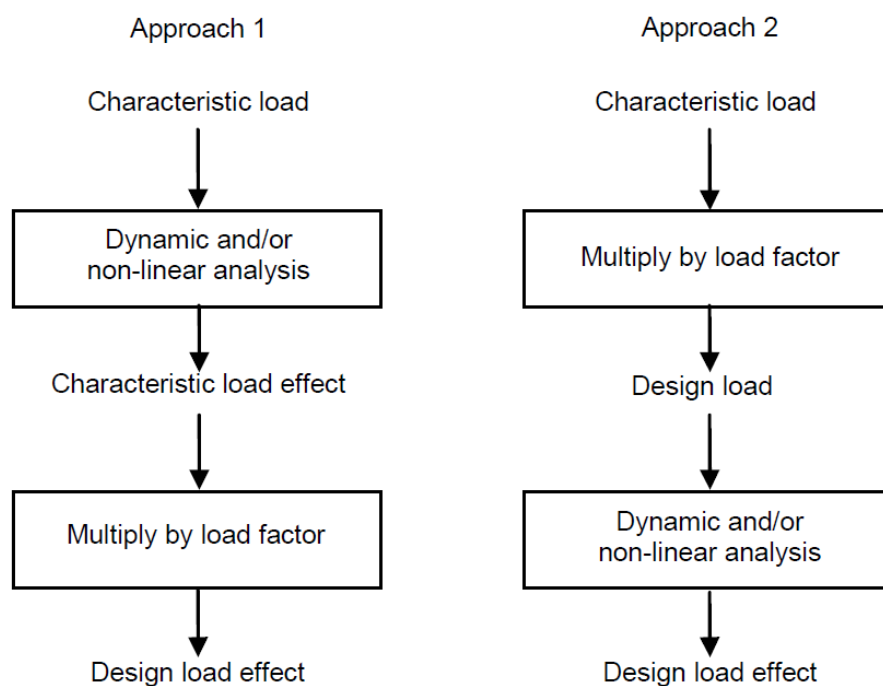 Approach 1
Characteristic load
Dynamic and/or
non-linear analysis
Characteristic load effect
Multiply by load factor
Design load effect
Approach 2
Characteristic load
Multiply by load factor
Design load
Dynamic and/or
non-linear analysis
Design load effect